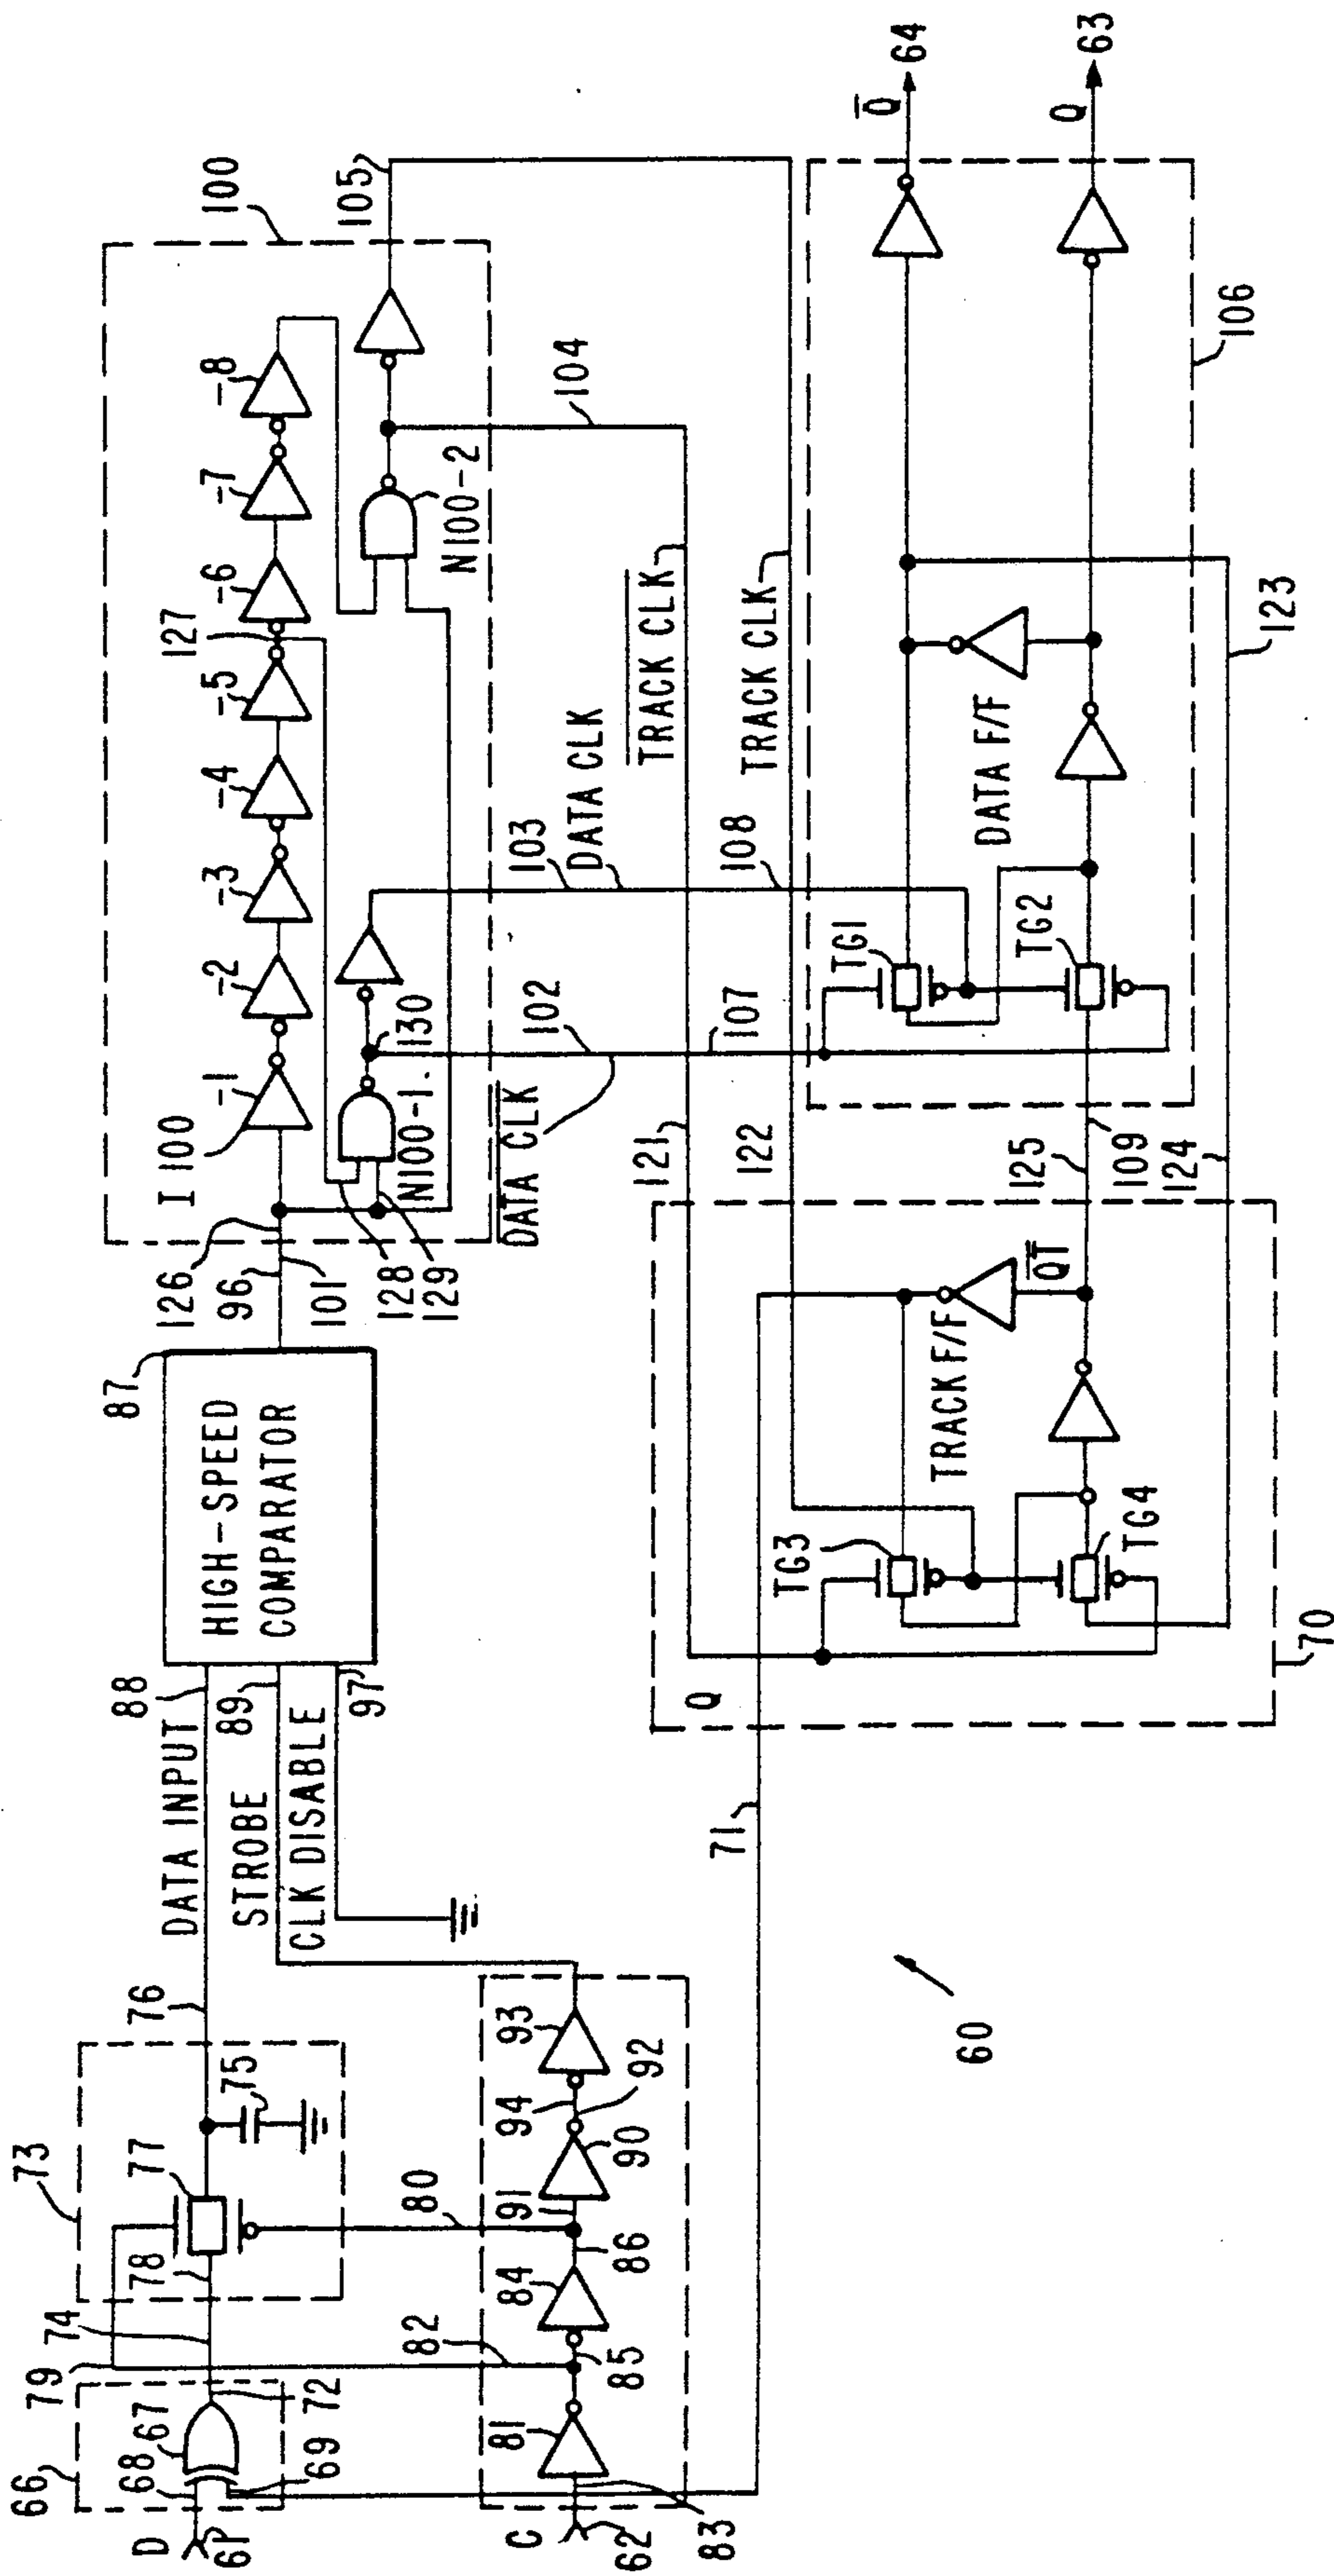 66
68
67
D
61
69
72
79
74
78
73
77
75
76
82
80
C
62
83
81
85
84
86
91
90
94
92
93
DATA INPUT
88
STROBE
89
CLK DISABLE
97
HIGH-SPEED
COMPARATOR
87
96
126
101
128
129
I 100
-1
-2
-3
-4
-5
127
-6
-7
-8
100
N100-1.
130
N100-2
105
104
DATA CLK
102
103
DATA CLK
TRACK CLK
TRACK CLK
107
108
121
122
71
Q
TG3
TRACK F/F
QT
TG4
70
125
109
124
123
TG1
TG2
DATA F/F
106
Q
64
Q
63
60